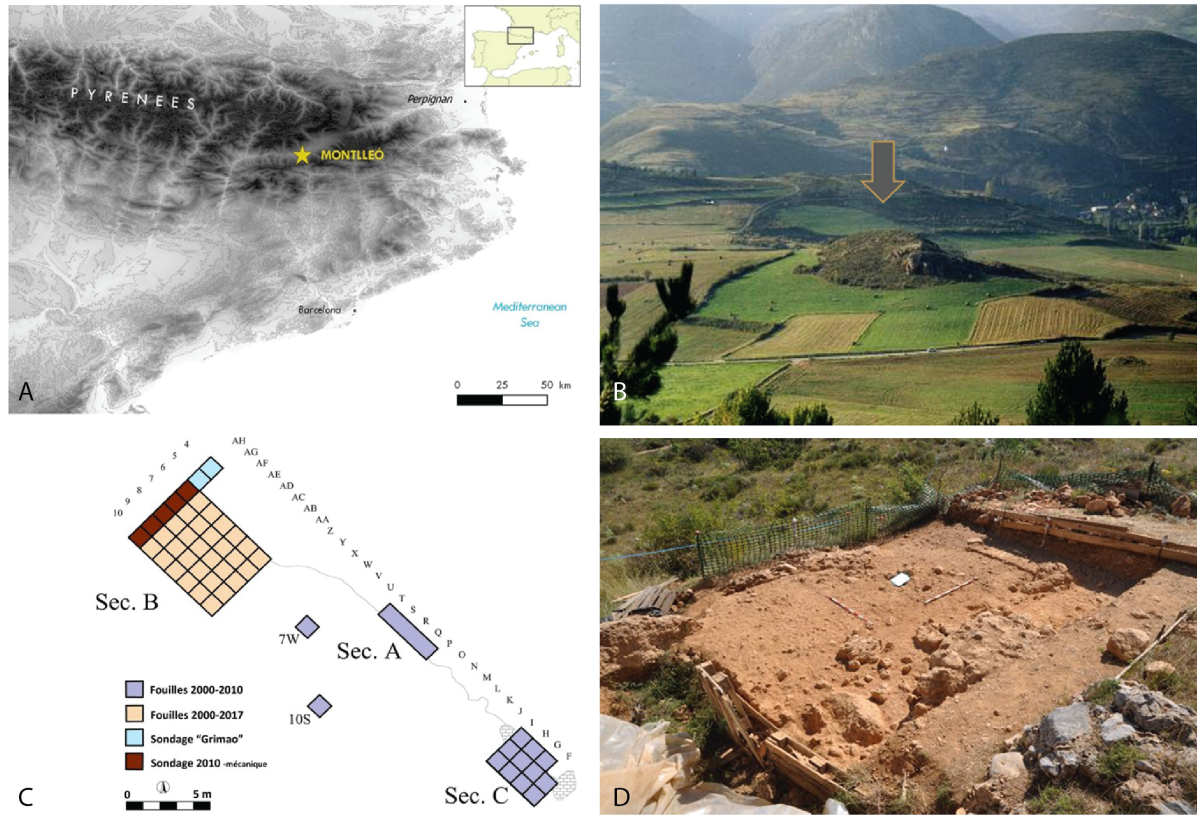 PYRENEES
Perpignan
MONTLLEÓ
Barcelona
Mediterranean
Sea
0 25 50 km
A
B
4
5
6
7
8
9
10
AH
AG
AF
AE
AD
AC
AB
AA
Z
Y
X
W
V
U
T
S
R
Q
P
O
N
M
L
K
J
I
H
G
F
Sec. B
7W
Sec. A
10S
Sec. C
Fouilles 2000-2010
Fouilles 2000-2017
Sondage "Grimao"
Sondage 2010 -mécanique
0 5 m
C
D